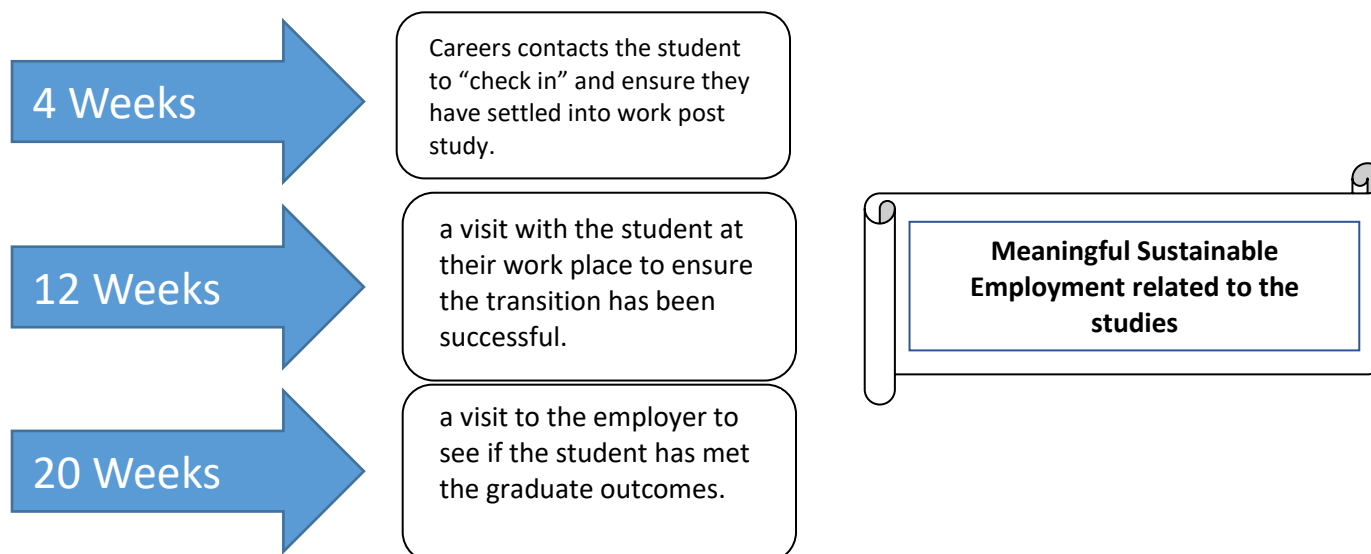 4 Weeks
Careers contacts the student
to “check in” and ensure they
have settled into work post
study.
12 Weeks
a visit with the student at
their work place to ensure
the transition has been
successful.
20 Weeks
a visit to the employer to
see if the student has met
the graduate outcomes.
Meaningful Sustainable
Employment related to the
studies